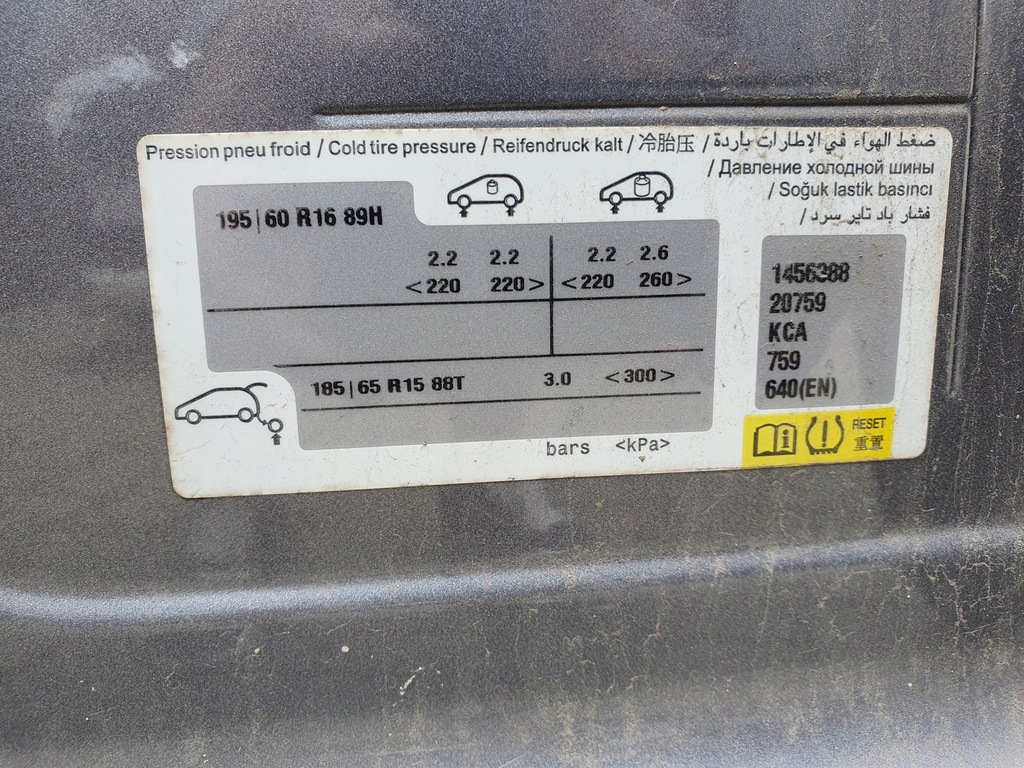 Pression pneu froid / Cold tire pressure / Reifendruck kalt / 冷胎压 / ضغط الهواء في الإطارات باردة
/ Давление холодной шины
/ Soğuk lastik basıncı
/ فشار باد تایر سرد
195|60 R16 89H
2.2 2.2 2.2 2.6
<220 220> <220 260>
185|65 R15 88T 3.0 <300>
bars <kPa>
1456388
20759
KCA
759
640(EN)
RESET
重置